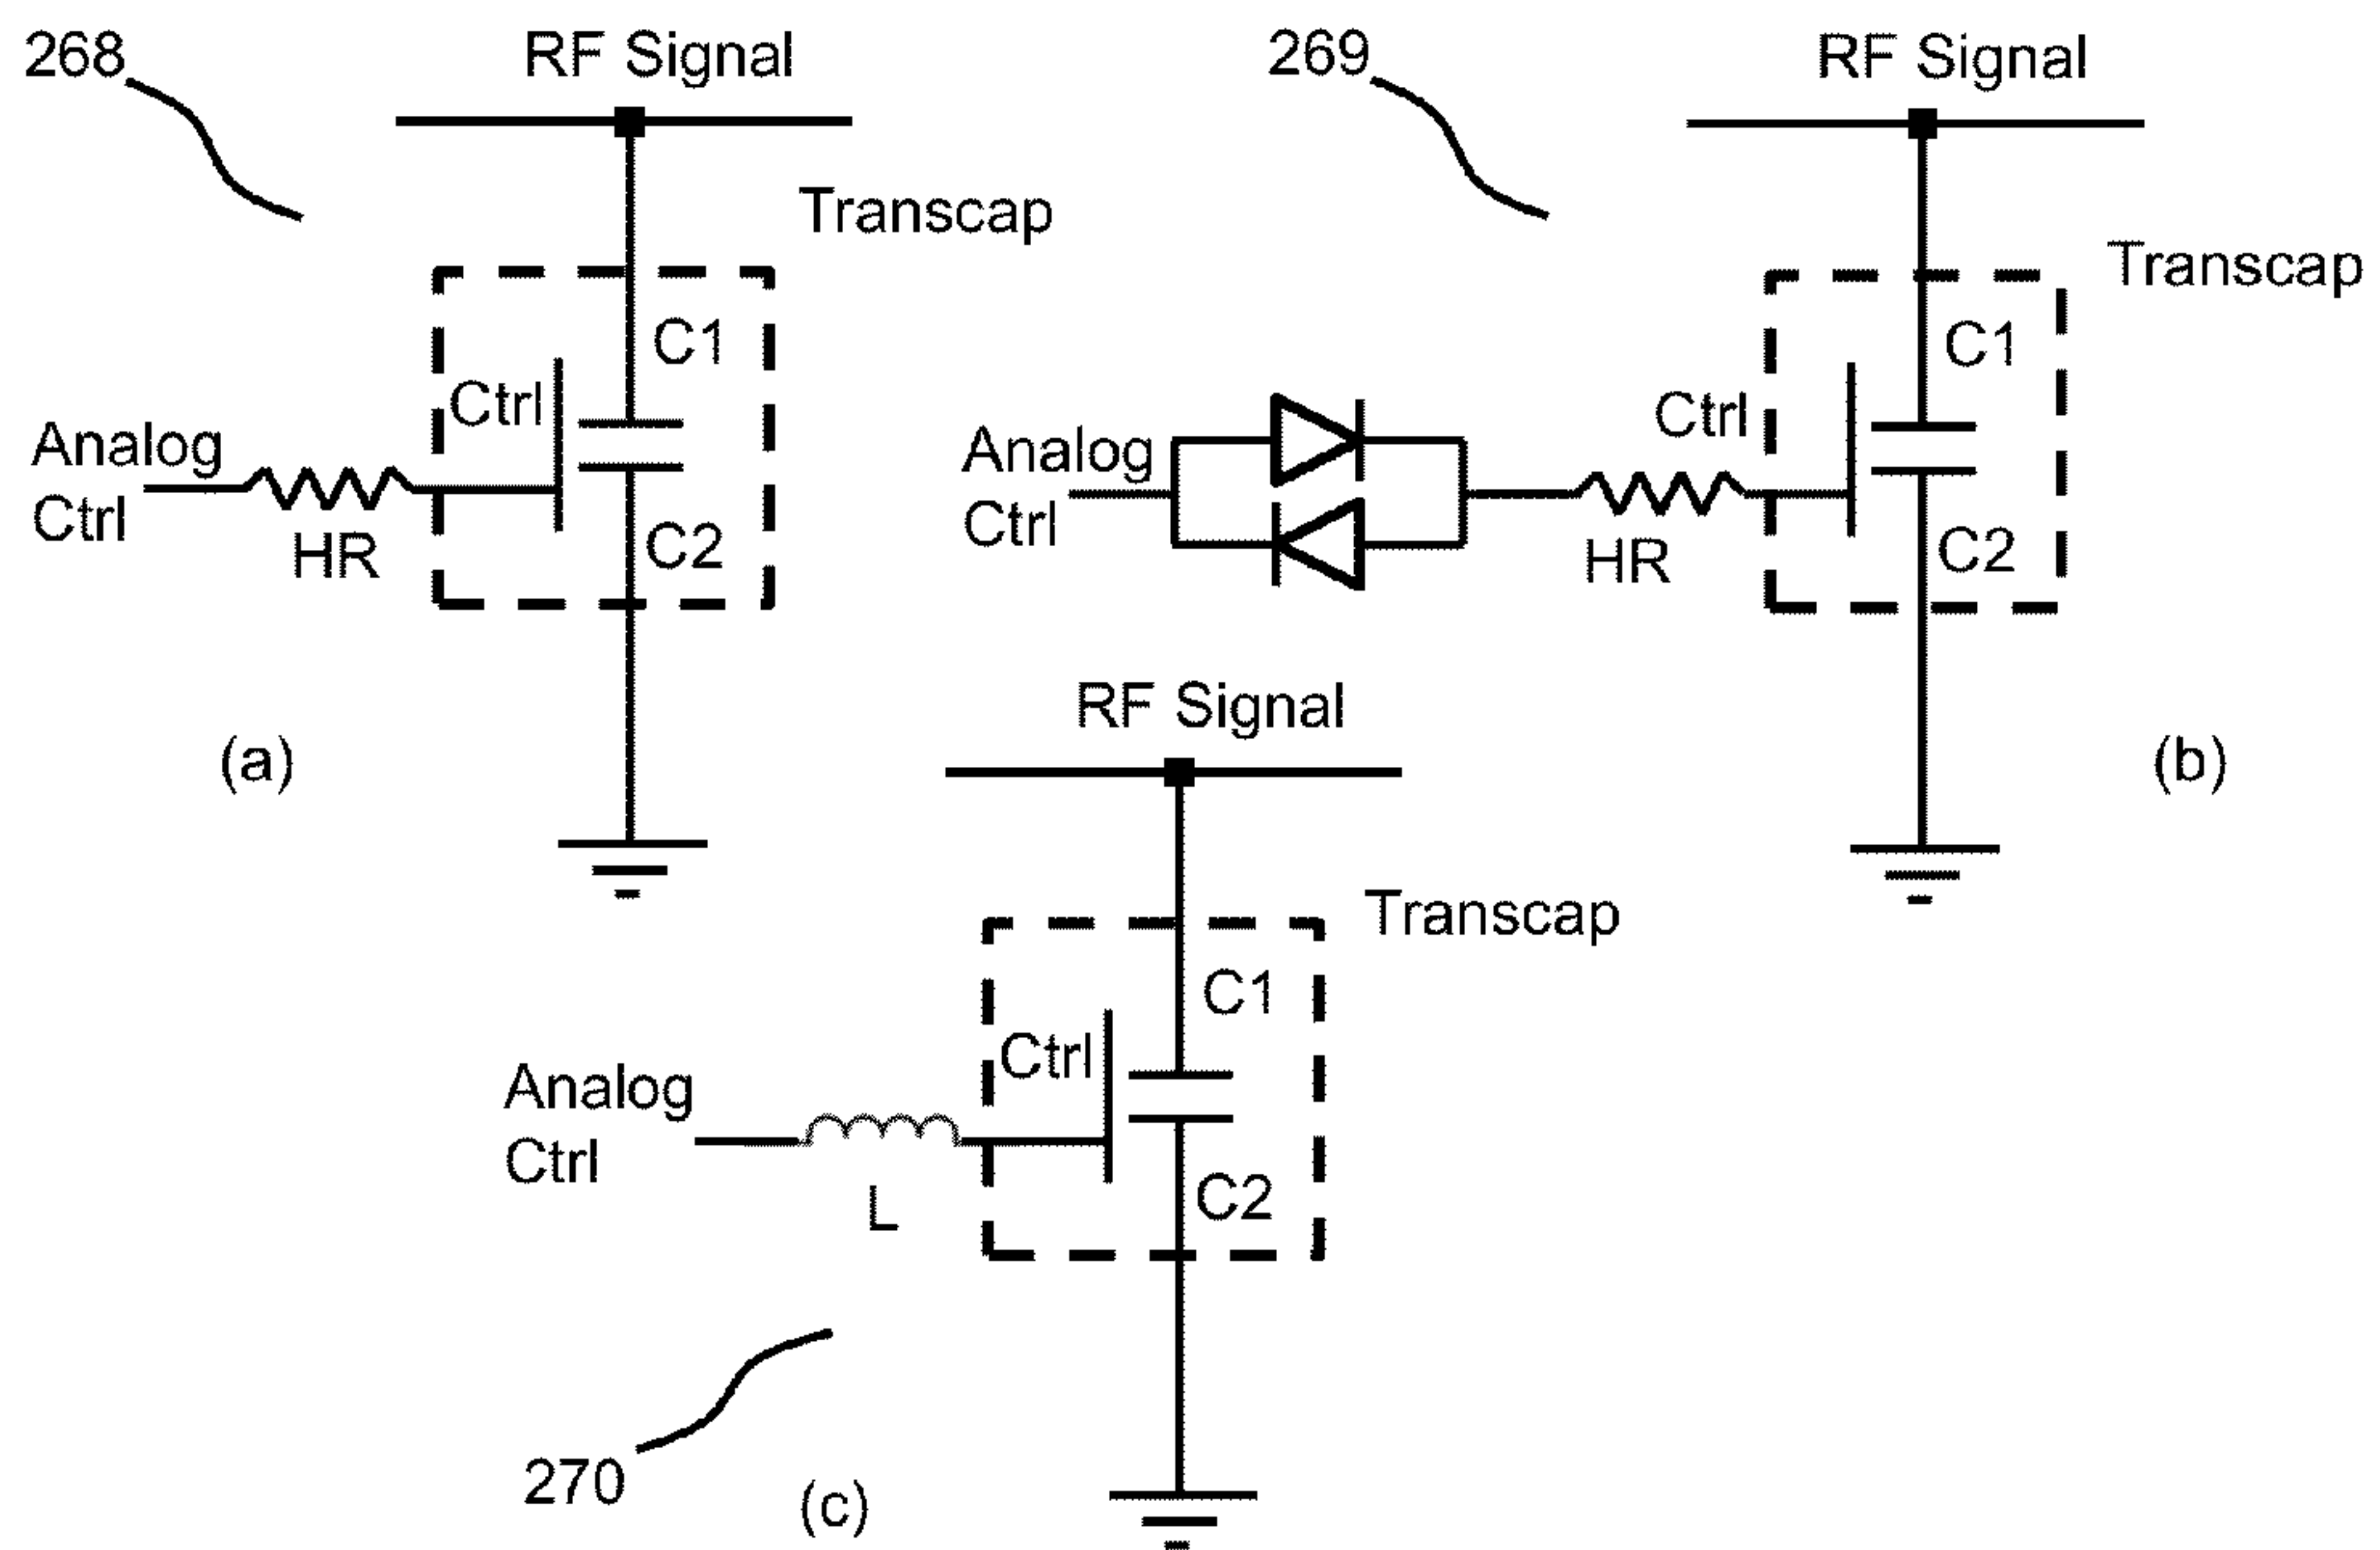 268
RF Signal
Transcap
C1
Ctrl
Analog
Ctrl
HR
C2
(a)
269
RF Signal
Transcap
C1
Ctrl
Analog
Ctrl
HR
C2
(b)
RF Signal
Transcap
C1
Ctrl
Analog
Ctrl
L
C2
270
(c)